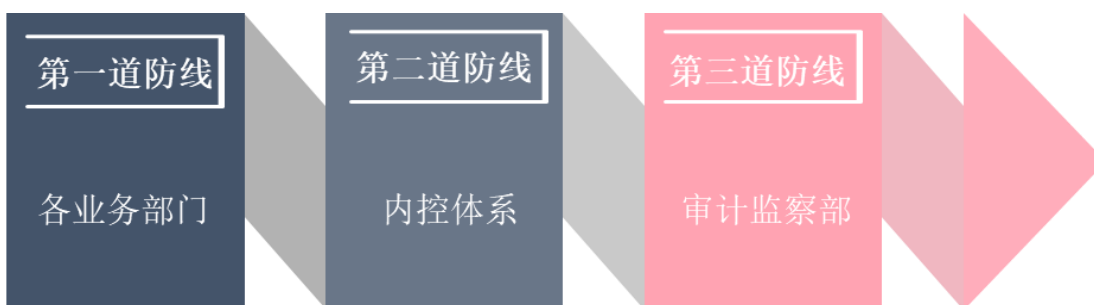 第一道防线
各业务部门
第二道防线
内控体系
第三道防线
审计监察部